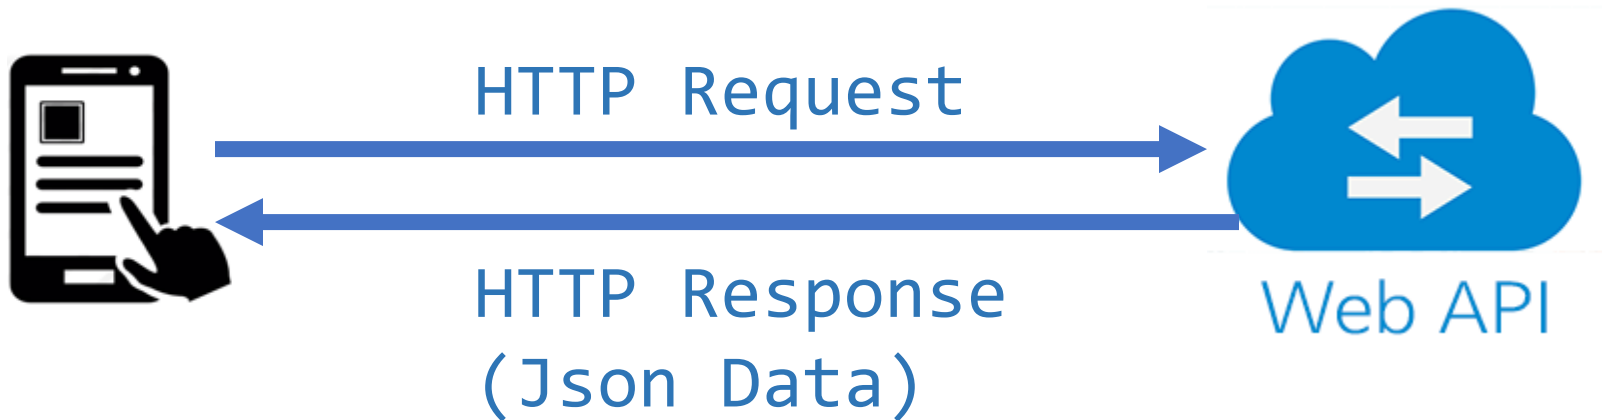 HTTP Request
HTTP Response
(Json Data)
Web API